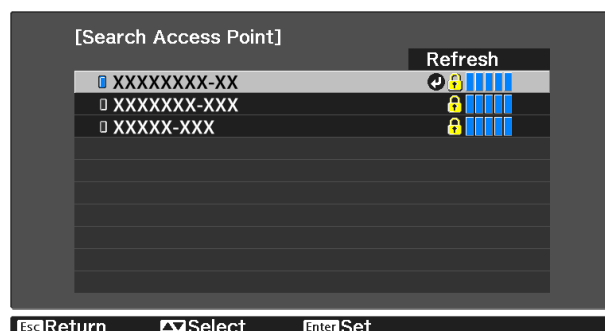 [Search Access Point]
Refresh
XXXXXXXX-XX
XXXXXXX-XXX
XXXXX-XXX
Esc Return Select Enter Set